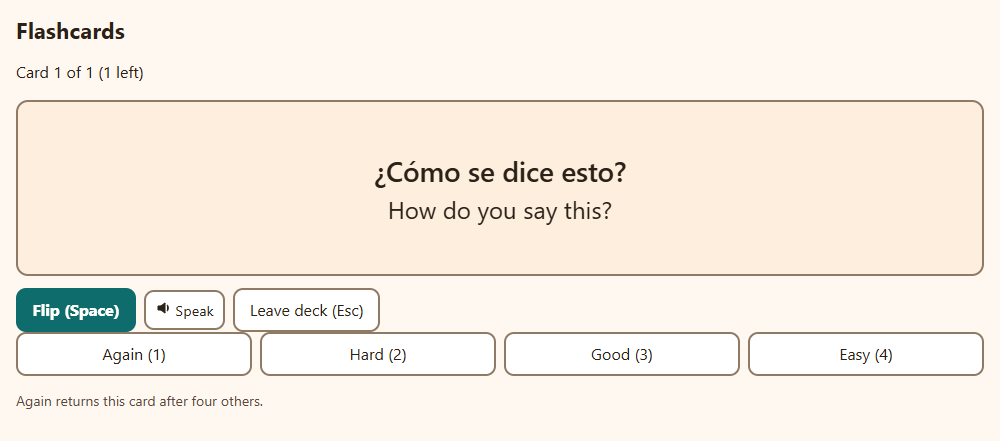 Flashcards
Card 1 of 1 (1 left)
¿Cómo se dice esto?
How do you say this?
Flip (Space)
Speak
Leave deck (Esc)
Again (1)
Hard (2)
Good (3)
Easy (4)
Again returns this card after four others.